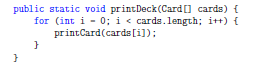 public static void printDeck(Card[] cards) {
    for (int i = 0; i < cards.length; i++) {
        printCard(cards[i]);
    }
}